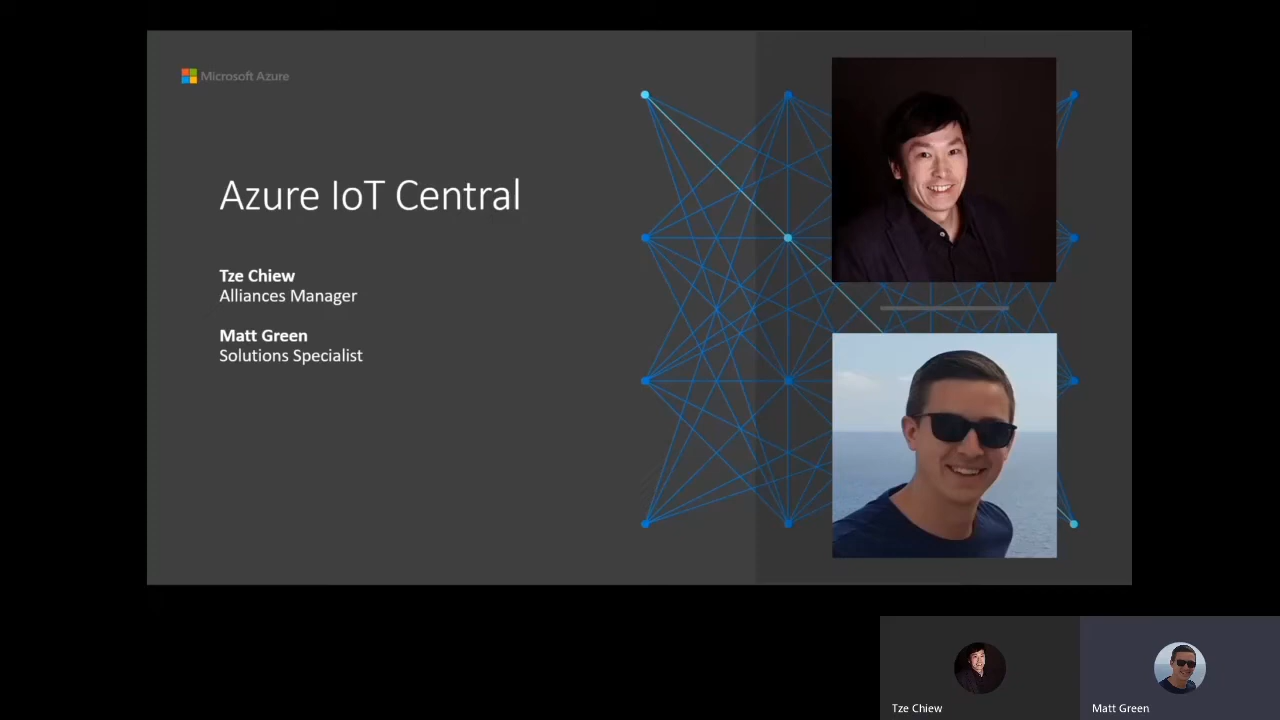 Microsoft Azure
Azure IoT Central
Tze Chiew
Alliances Manager
Matt Green
Solutions Specialist
Tze Chiew
Matt Green